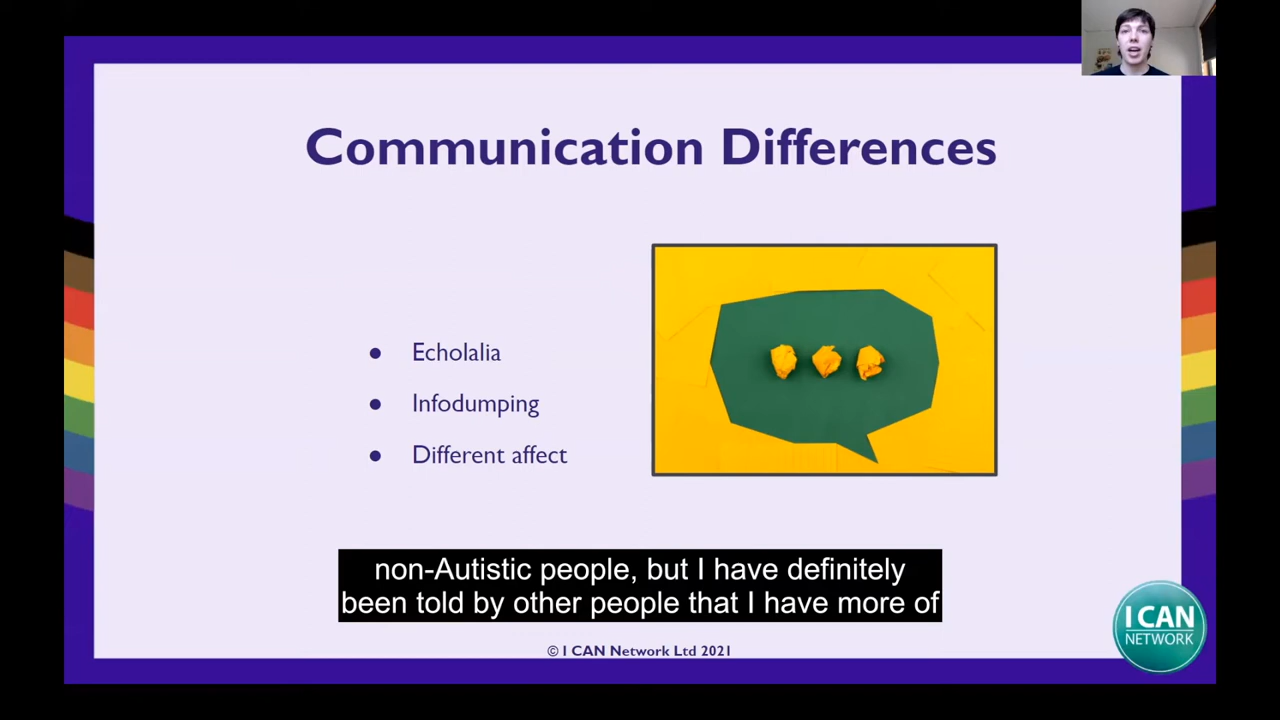 Communication Differences
● Echolalia
● Infodumping
● Different affect
non-Autistic people, but I have definitely
been told by other people that I have more of
© I CAN Network Ltd 2021
I CAN
NETWORK